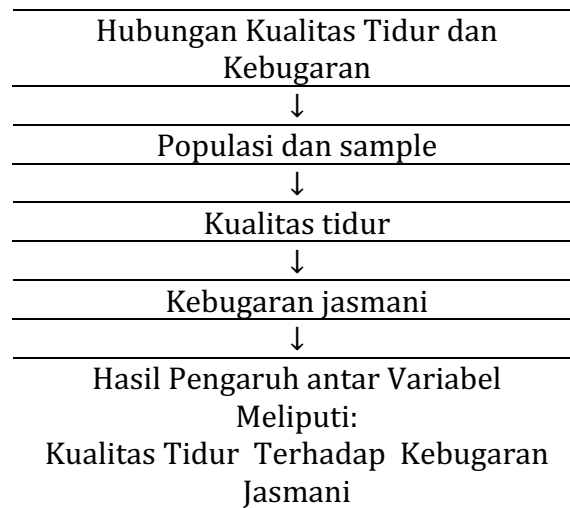 Hubungan Kualitas Tidur dan
Kebugaran
↓
Populasi dan sample
↓
Kualitas tidur
↓
Kebugaran jasmani
↓
Hasil Pengaruh antar Variabel
Meliputi:
Kualitas Tidur Terhadap Kebugaran
Jasmani